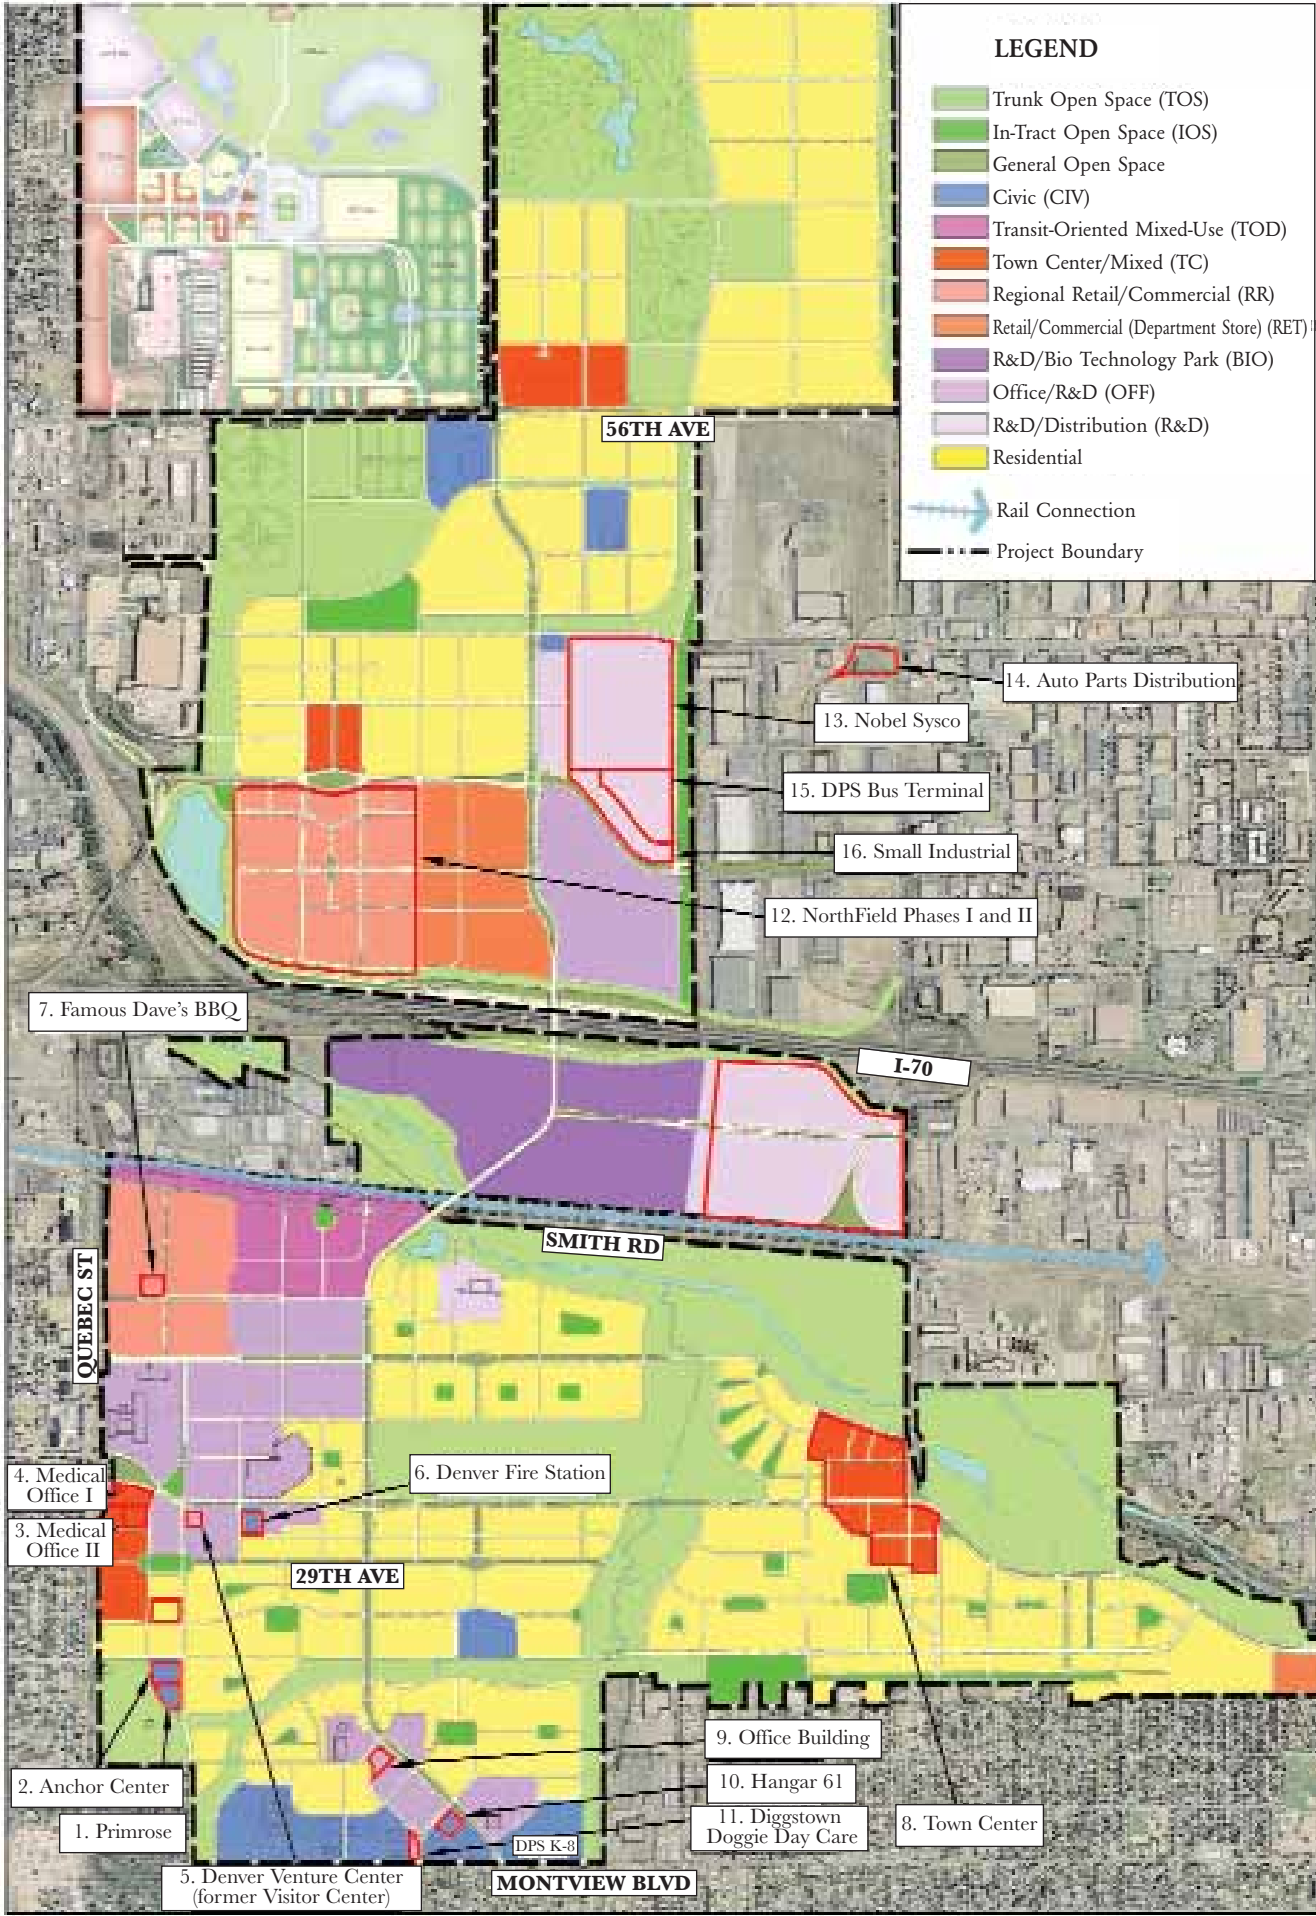 LEGEND
Trunk Open Space (TOS)
In-Tract Open Space (IOS)
General Open Space
Civic (CIV)
Transit-Oriented Mixed-Use (TOD)
Town Center/Mixed (TC)
Regional Retail/Commercial (RR)
Retail/Commercial (Department Store) (RET)
R&D/Bio Technology Park (BIO)
Office/R&D (OFF)
R&D/Distribution (R&D)
Residential
Rail Connection
Project Boundary
56TH AVE
14. Auto Parts Distribution
13. Nobel Sysco
15. DPS Bus Terminal
16. Small Industrial
12. NorthField Phases I and II
7. Famous Dave's BBQ
I-70
SMITH RD
QUEBEC ST
4. Medical
Office I
6. Denver Fire Station
3. Medical
Office II
29TH AVE
9. Office Building
2. Anchor Center
10. Hangar 61
1. Primrose
11. Diggstown
Doggie Day Care
8. Town Center
DPS K-8
5. Denver Venture Center
(former Visitor Center)
MONTVIEW BLVD